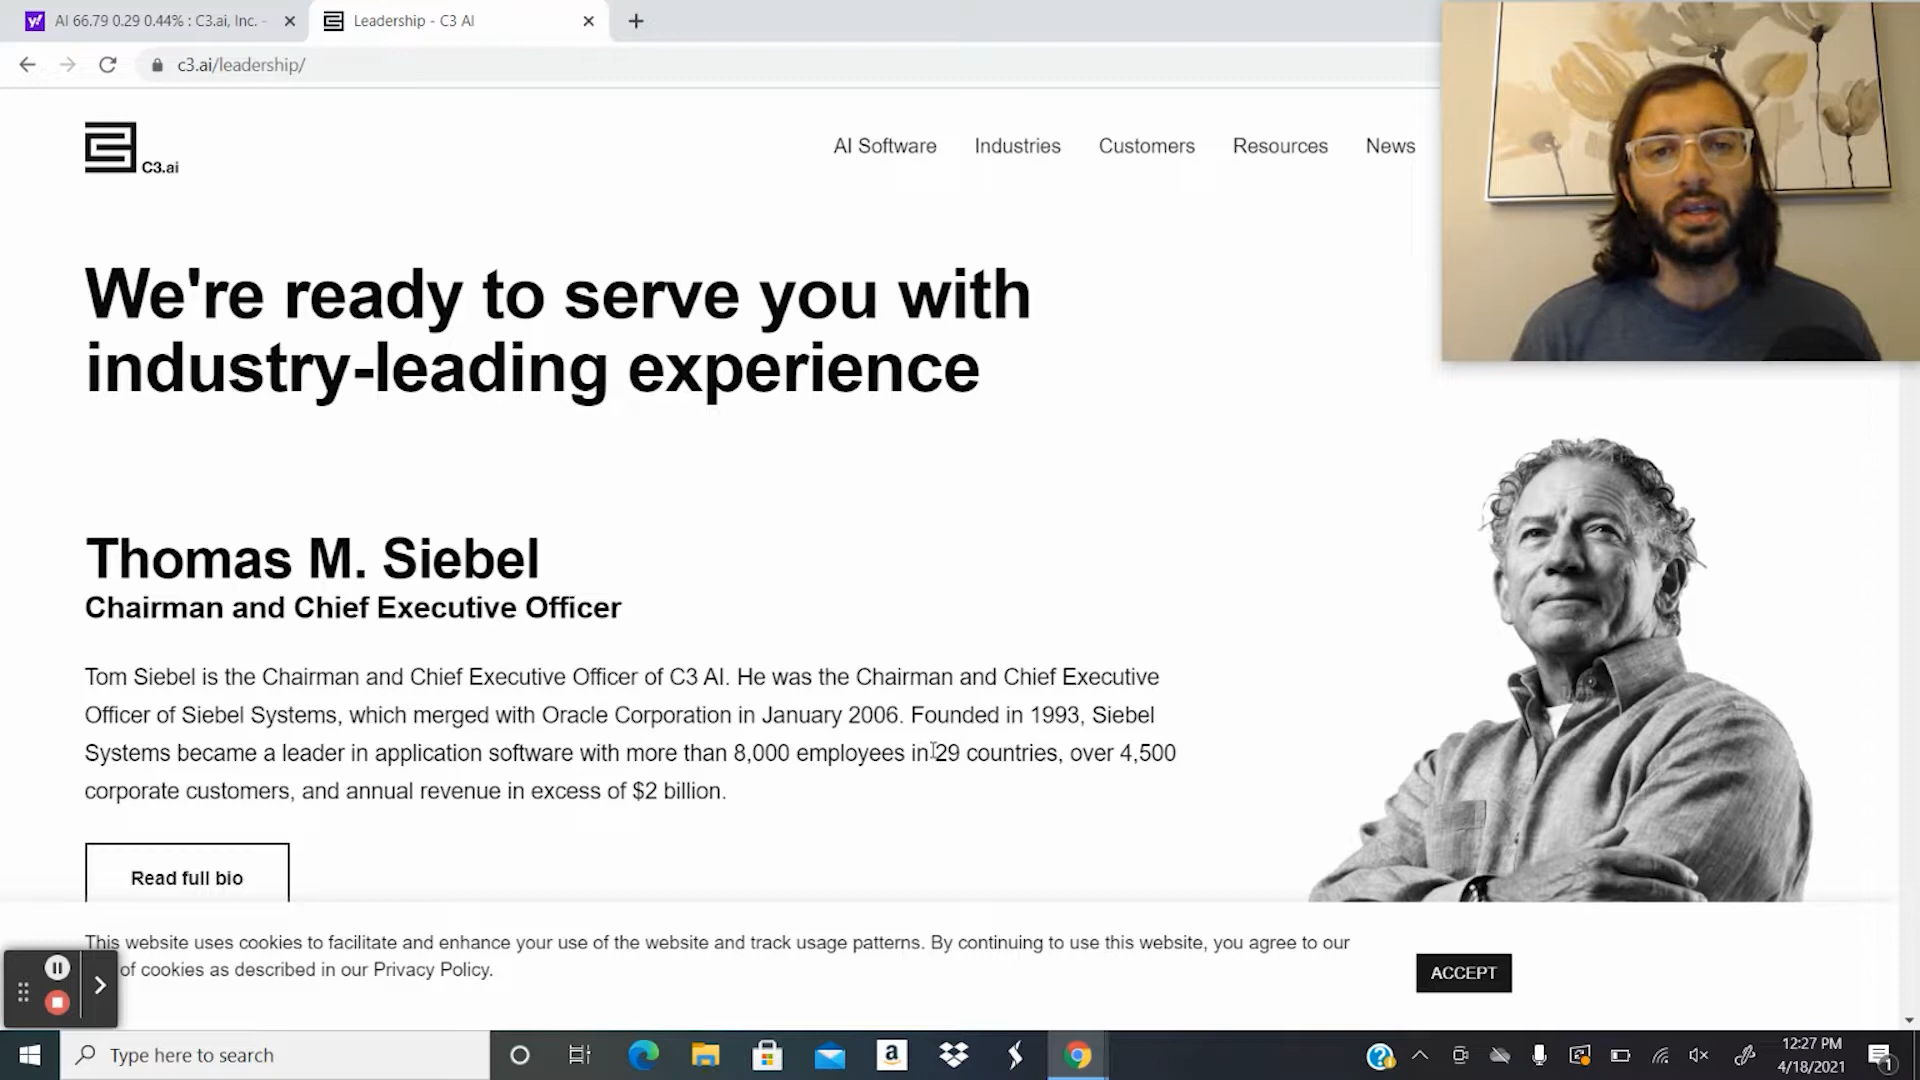 AI 66.79 0.29 0.44% : C3.ai, Inc. -
Leadership - C3 AI
c3.ai/leadership/
C3.ai
AI Software
Industries
Customers
Resources
News
We're ready to serve you with
industry-leading experience
Thomas M. Siebel
Chairman and Chief Executive Officer
Tom Siebel is the Chairman and Chief Executive Officer of C3 AI. He was the Chairman and Chief Executive
Officer of Siebel Systems, which merged with Oracle Corporation in January 2006. Founded in 1993, Siebel
Systems became a leader in application software with more than 8,000 employees in 29 countries, over 4,500
corporate customers, and annual revenue in excess of $2 billion.
Read full bio
This website uses cookies to facilitate and enhance your use of the website and track usage patterns. By continuing to use this website, you agree to our
of cookies as described in our Privacy Policy.
ACCEPT
Type here to search
12:27 PM
4/18/2021
1